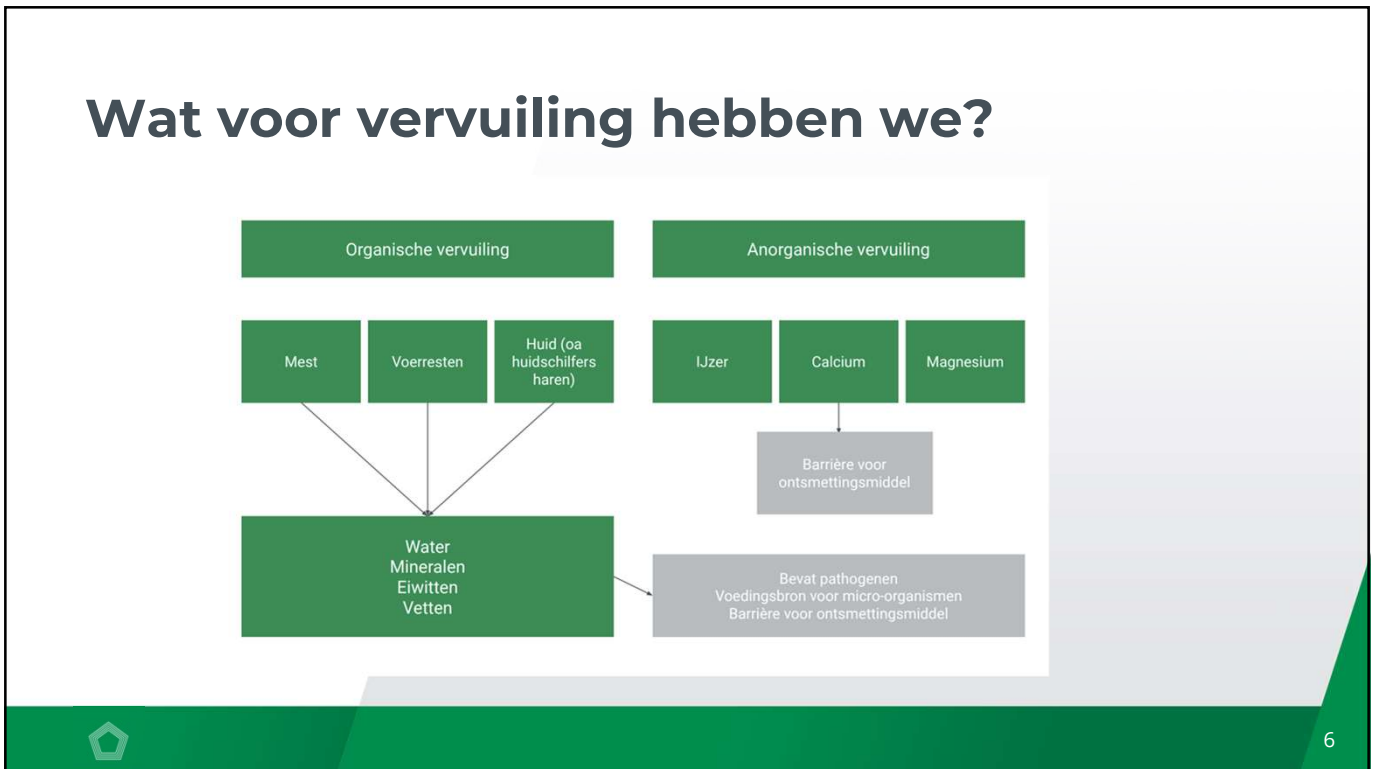 Wat voor vervuiling hebben we?
Organische vervuiling
Anorganische vervuiling
Mest
Voerresten
Huid (oa
huidschilfers
haren)
IJzer
Calcium
Magnesium
Barrière voor
ontsmettingsmiddel
Water
Mineralen
Eiwitten
Vetten
Bevat pathogenen
Voedingsbron voor micro-organismen
Barrière voor ontsmettingsmiddel
6